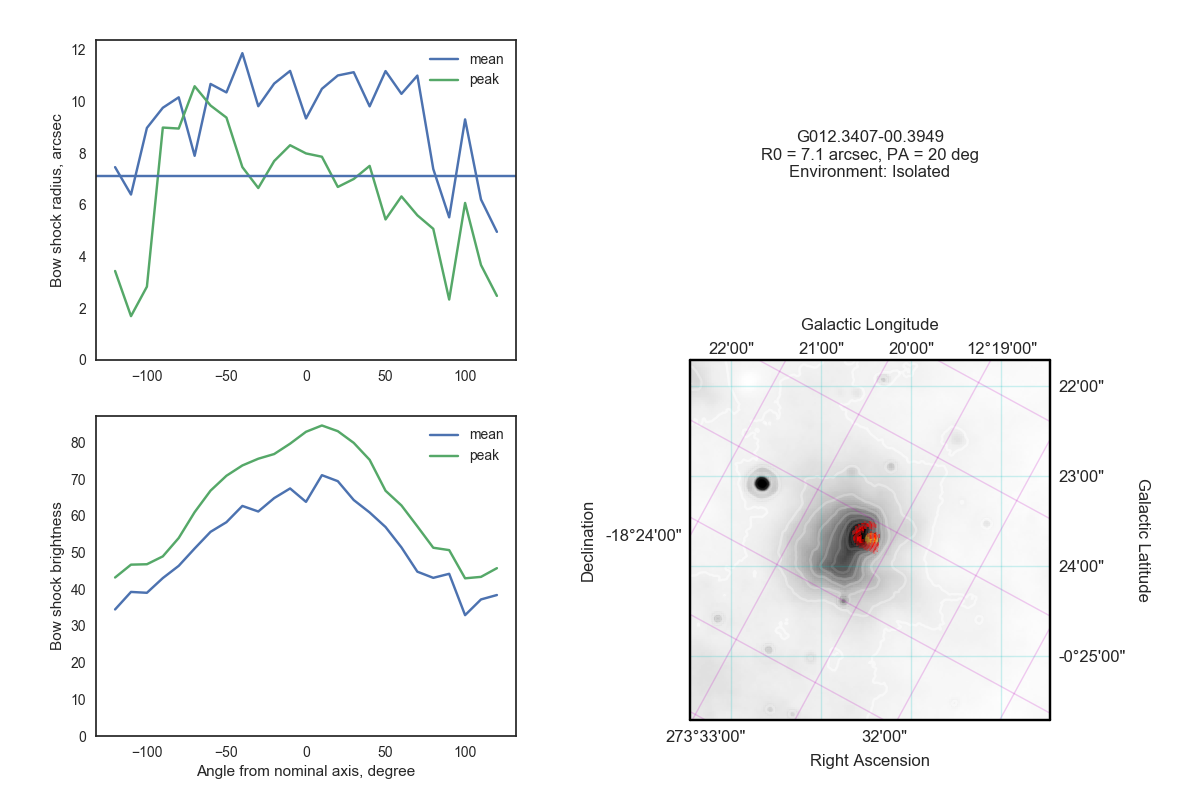 12
10
8
6
4
2
0
Bow shock radius, arcsec
mean
peak
−100
−50
0
50
100
80
70
60
50
40
30
20
10
0
Bow shock brightness
mean
peak
−100
−50
0
50
100
Angle from nominal axis, degree
G012.3407-00.3949
R0 = 7.1 arcsec, PA = 20 deg
Environment: Isolated
Galactic Longitude
22'00" 21'00" 20'00" 12°19'00"
22'00"
23'00"
24'00"
-0°25'00"
Galactic Latitude
Declination
-18°24'00"
273°33'00" 32'00"
Right Ascension